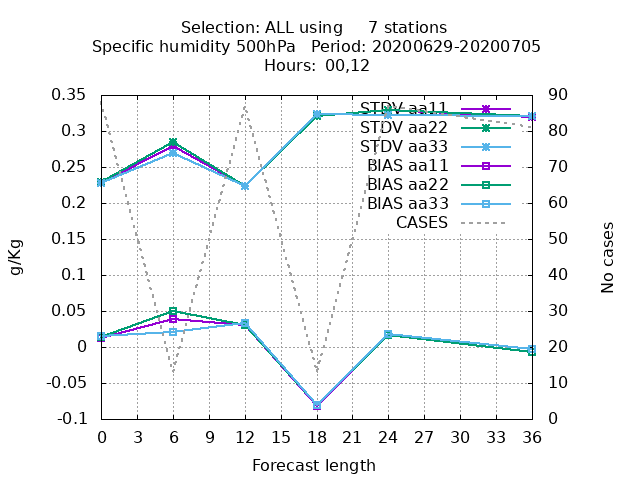 Selection: ALL using     7 stations
Specific humidity 500hPa   Period: 20200629-20200705
Hours:  00,12
0.35
0.3
0.25
0.2
0.15
0.1
0.05
0
-0.05
-0.1
g/Kg
STDV aa11
STDV aa22
STDV aa33
BIAS aa11
BIAS aa22
BIAS aa33
CASES
90
80
70
60
50
40
30
20
10
0
No cases
0 3 6 9 12 15 18 21 24 27 30 33 36
Forecast length